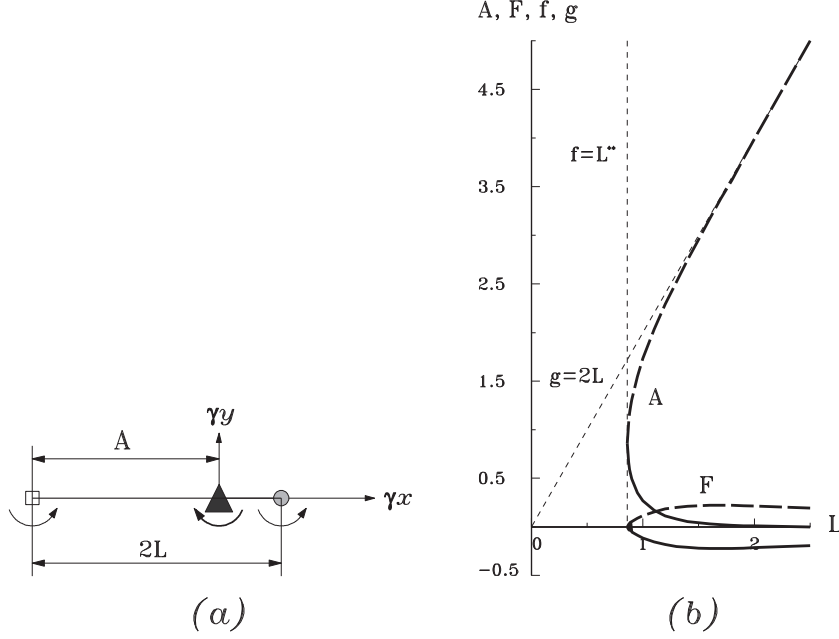 A, F, f, g
4.5
f=L**
3.5
2.5
g=2L
1.5
A
0.5
F
L
0
1
2
-0.5
γy
A
γx
2L
(a)
(b)